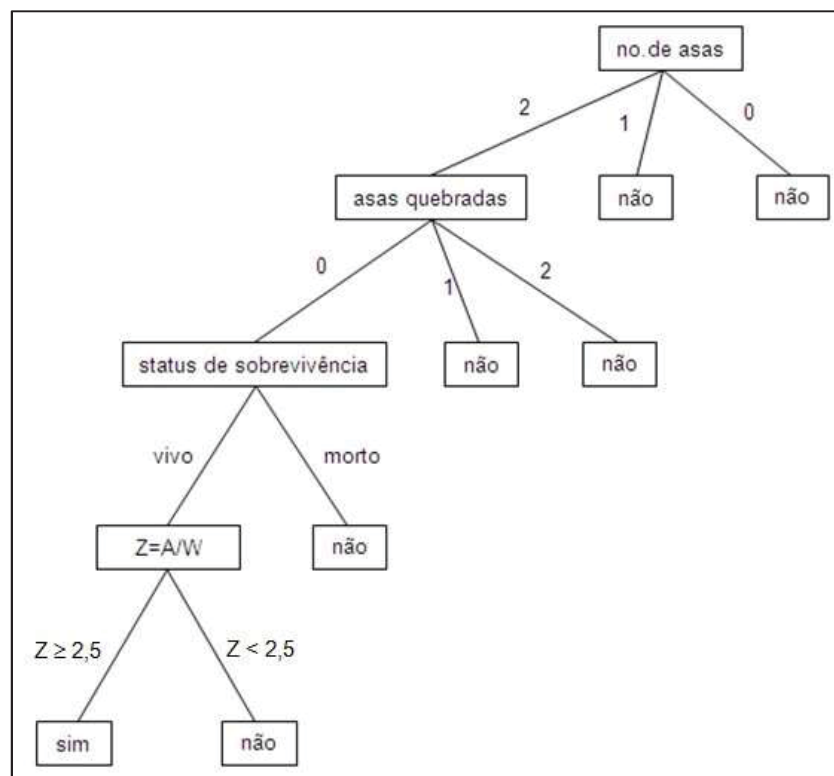 no.de asas
2
1
0
asas quebradas
não
não
0
1
2
status de sobrevivência
não
não
vivo
morto
Z=A/W
não
Z ≥ 2,5
Z < 2,5
sim
não